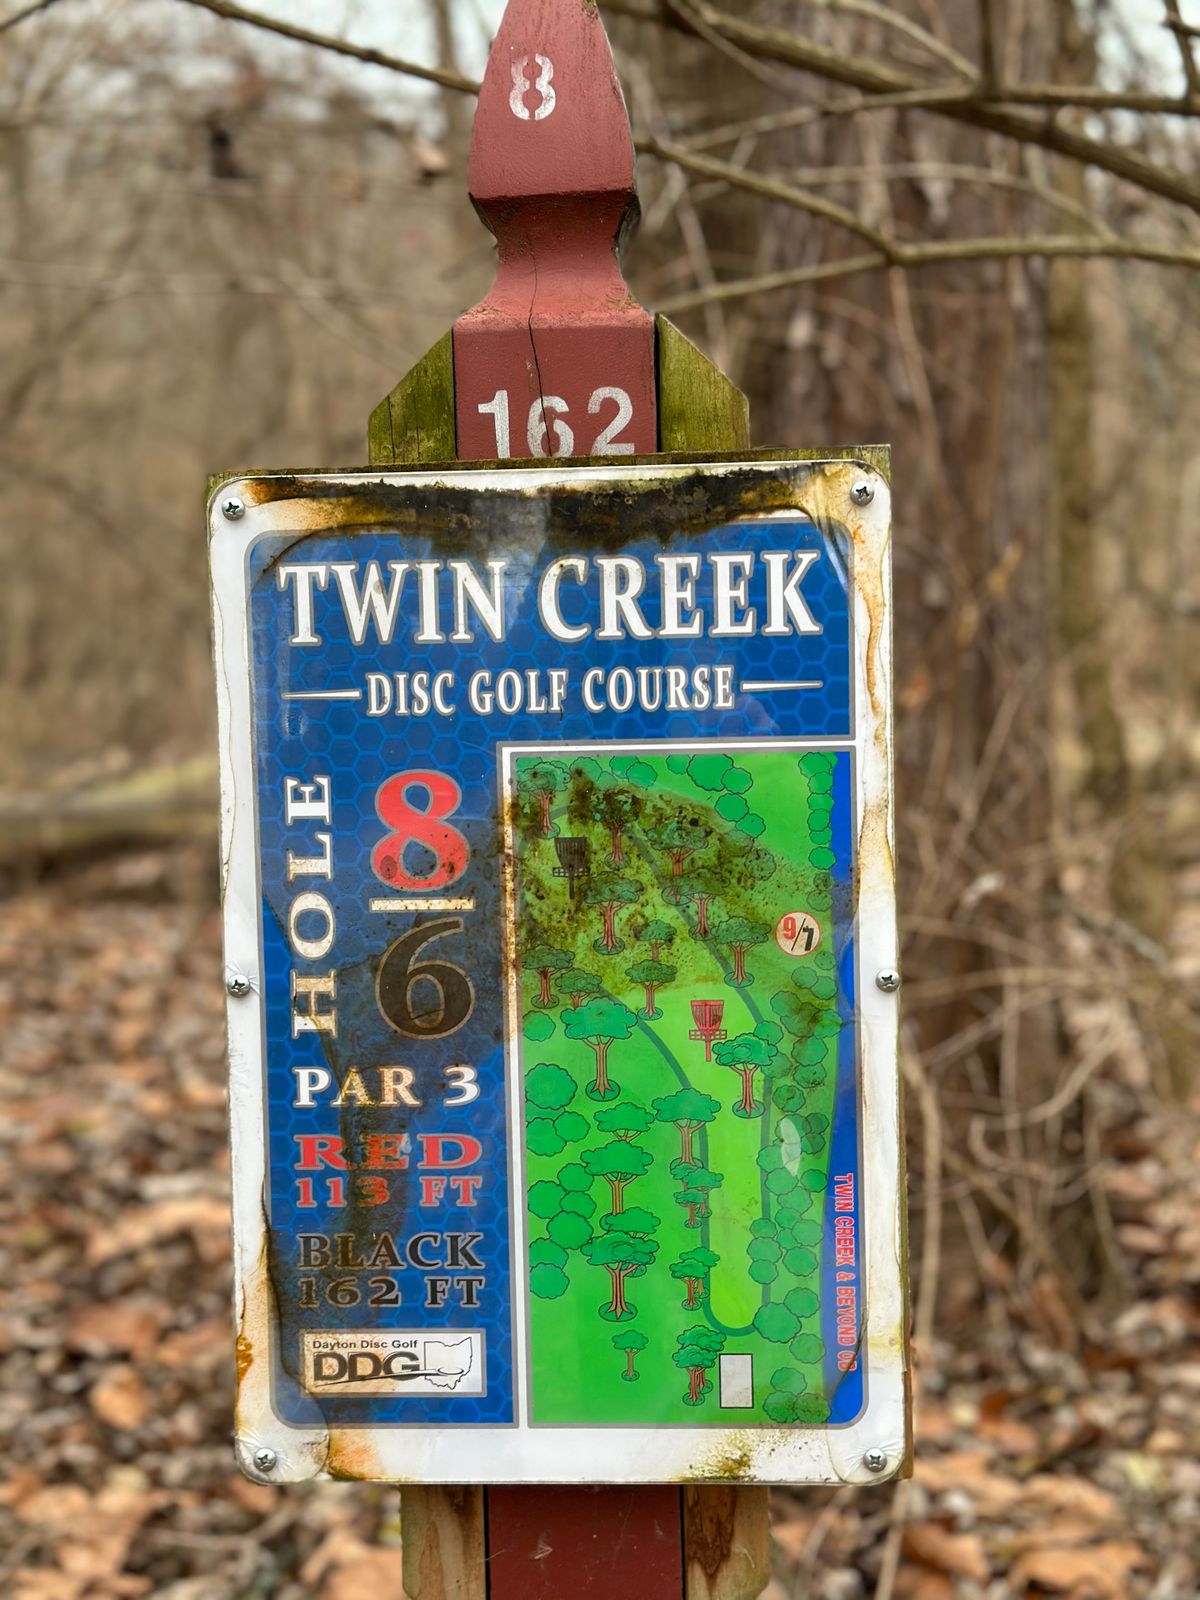 8
162
TWIN CREEK
DISC GOLF COURSE
HOLE
8
6
PAR 3
RED
113 FT
BLACK
162 FT
Dayton Disc Golf
DDG
9/7
TWIN CREEK & BEYOND OB